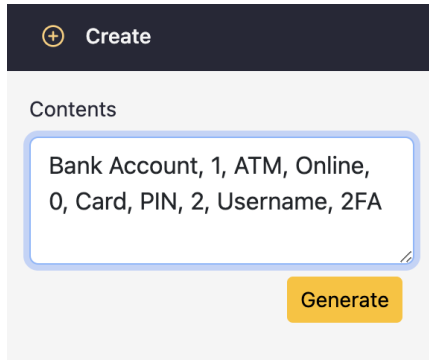 Create
Contents
Bank Account, 1, ATM, Online,
0, Card, PIN, 2, Username, 2FA
Generate